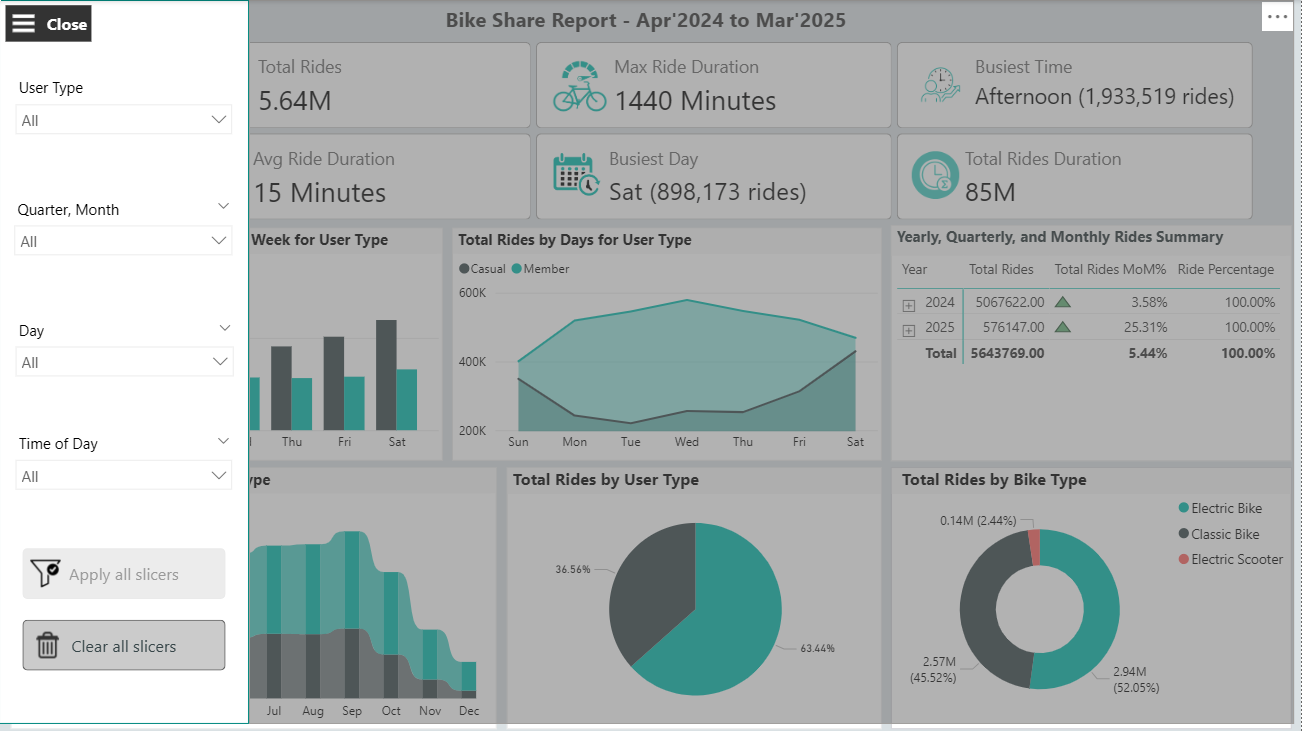 Close
Bike Share Report - Apr'2024 to Mar'2025
...
User Type
All
Quarter, Month
All
Day
All
Time of Day
All
Apply all slicers
Clear all slicers
Total Rides
5.64M
Max Ride Duration
1440 Minutes
Busiest Time
Afternoon (1,933,519 rides)
Avg Ride Duration
15 Minutes
Busiest Day
Sat (898,173 rides)
Total Rides Duration
85M
Week for User Type
Thu Fri Sat
Total Rides by Days for User Type
Casual Member
600K
400K
200K
Sun Mon Tue Wed Thu Fri Sat
Yearly, Quarterly, and Monthly Rides Summary
Year Total Rides Total Rides MoM% Ride Percentage
2024 5067622.00 3.58% 100.00%
2025 576147.00 25.31% 100.00%
Total 5643769.00 5.44% 100.00%
ype
Jul Aug Sep Oct Nov Dec
Total Rides by User Type
36.56%
63.44%
Total Rides by Bike Type
Electric Bike
Classic Bike
Electric Scooter
0.14M (2.44%)
2.57M
(45.52%)
2.94M
(52.05%)